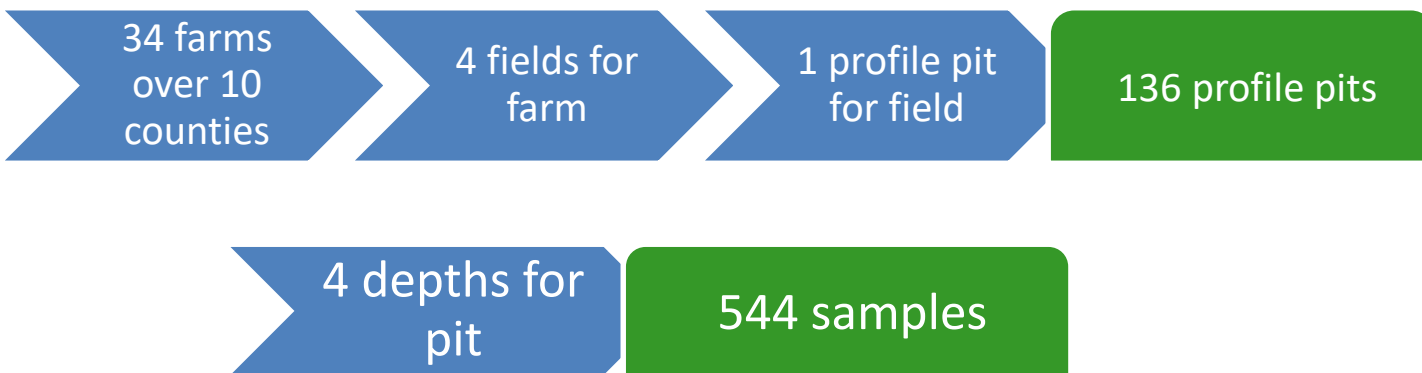 34 farms
over 10
counties
4 fields for
farm
1 profile pit
for field
136 profile pits
4 depths for
pit
544 samples